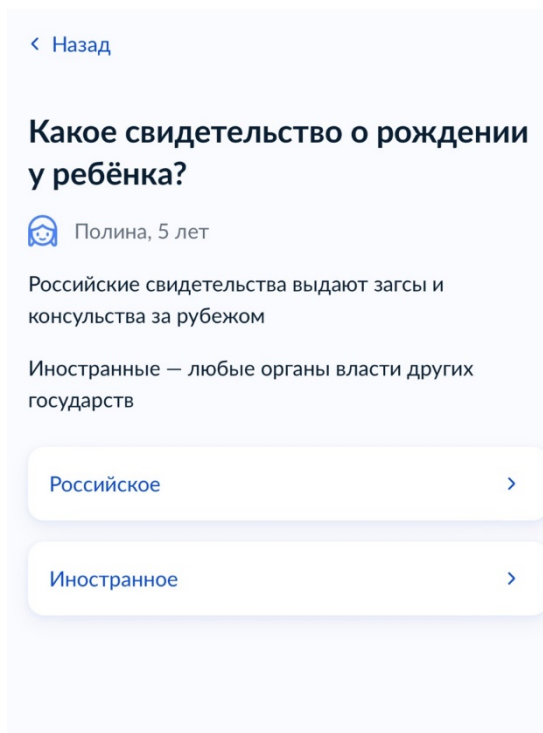 Назад
Какое свидетельство о рождении
у ребёнка?
Полина, 5 лет
Российские свидетельства выдают загсы и
консульства за рубежом
Иностранные — любые органы власти других
государств
Российское
Иностранное